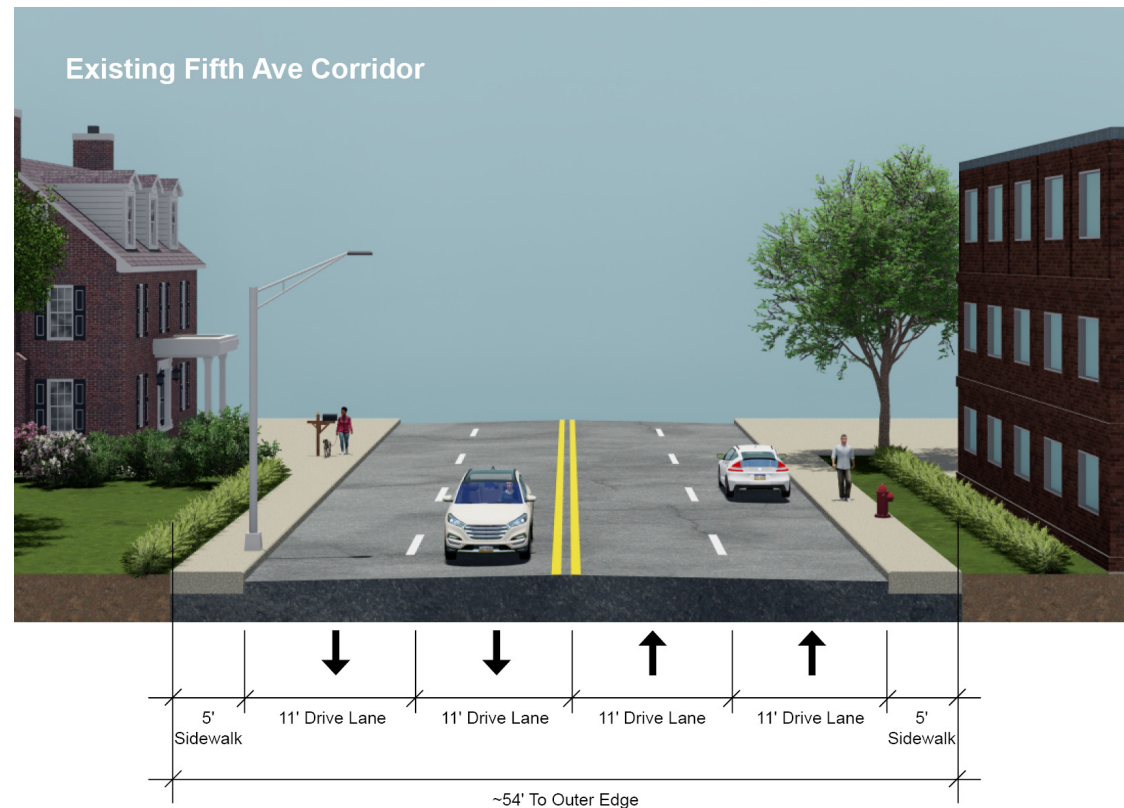 Existing Fifth Ave Corridor
5' Sidewalk
11' Drive Lane
11' Drive Lane
11' Drive Lane
11' Drive Lane
5' Sidewalk
~54' To Outer Edge